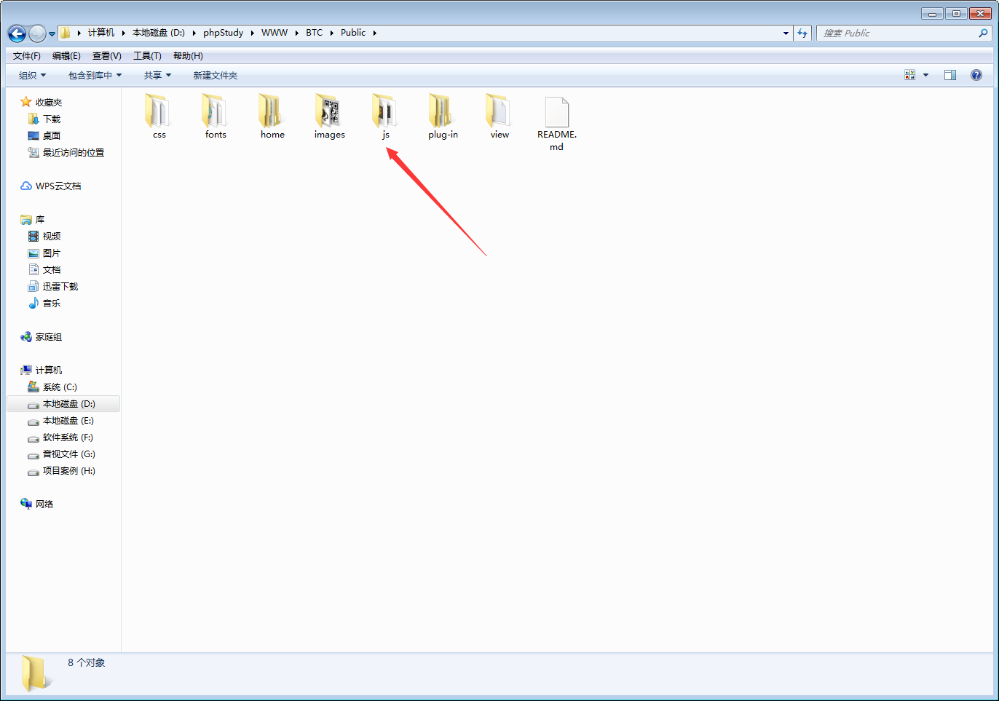 计算机 本地磁盘 (D:) phpStudy WWW BTC Public
搜索 Public
文件(F) 编辑(E) 查看(V) 工具(T) 帮助(H)
组织 包含到库中 共享 新建文件夹
收藏夹
下载
桌面
最近访问的位置
WPS云文档
库
视频
图片
文档
迅雷下载
音乐
家庭组
计算机
系统 (C:)
本地磁盘 (D:)
本地磁盘 (E:)
软件系统 (F:)
音视文件 (G:)
项目案例 (H:)
网络
css fonts home images js plug-in view README.
md
8 个对象